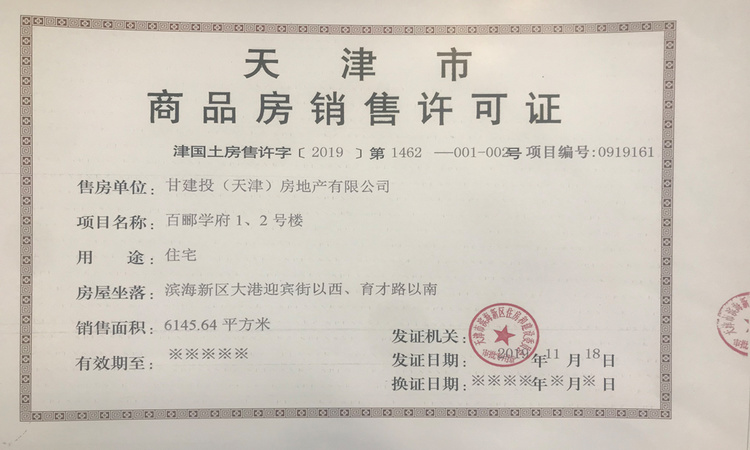 天津市
商品房销售许可证
津国土房售许字〔2019〕第1462—001-002号 项目编号:0919161
售房单位: 甘建投（天津）房地产有限公司
项目名称: 百郦学府1、2号楼
用途: 住宅
房屋坐落: 滨海新区大港迎宾街以西、育才路以南
销售面积: 6145.64 平方米
有效期至: ※※※※※
发证机关:
发证日期: 2019年11月18日
换证日期: ※※※※年※月※日